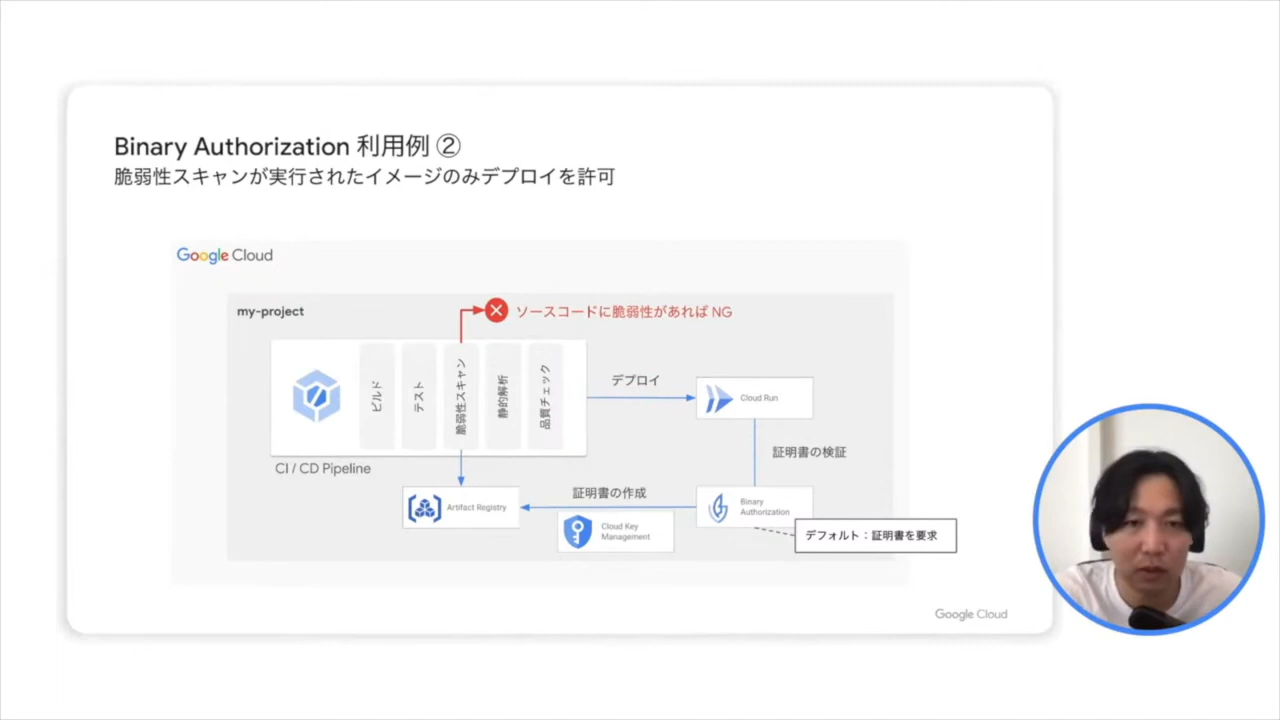 Binary Authorization 利用例 ②
脆弱性スキャンが実行されたイメージのみデプロイを許可
Google Cloud
my-project
ソースコードに脆弱性があれば NG
ビルド
テスト
脆弱性スキャン
静的解析
品質チェック
CI / CD Pipeline
デプロイ
Cloud Run
証明書の検証
Artifact Registry
証明書の作成
Cloud Key
Management
Binary
Authorization
デフォルト：証明書を要求
Google Cloud